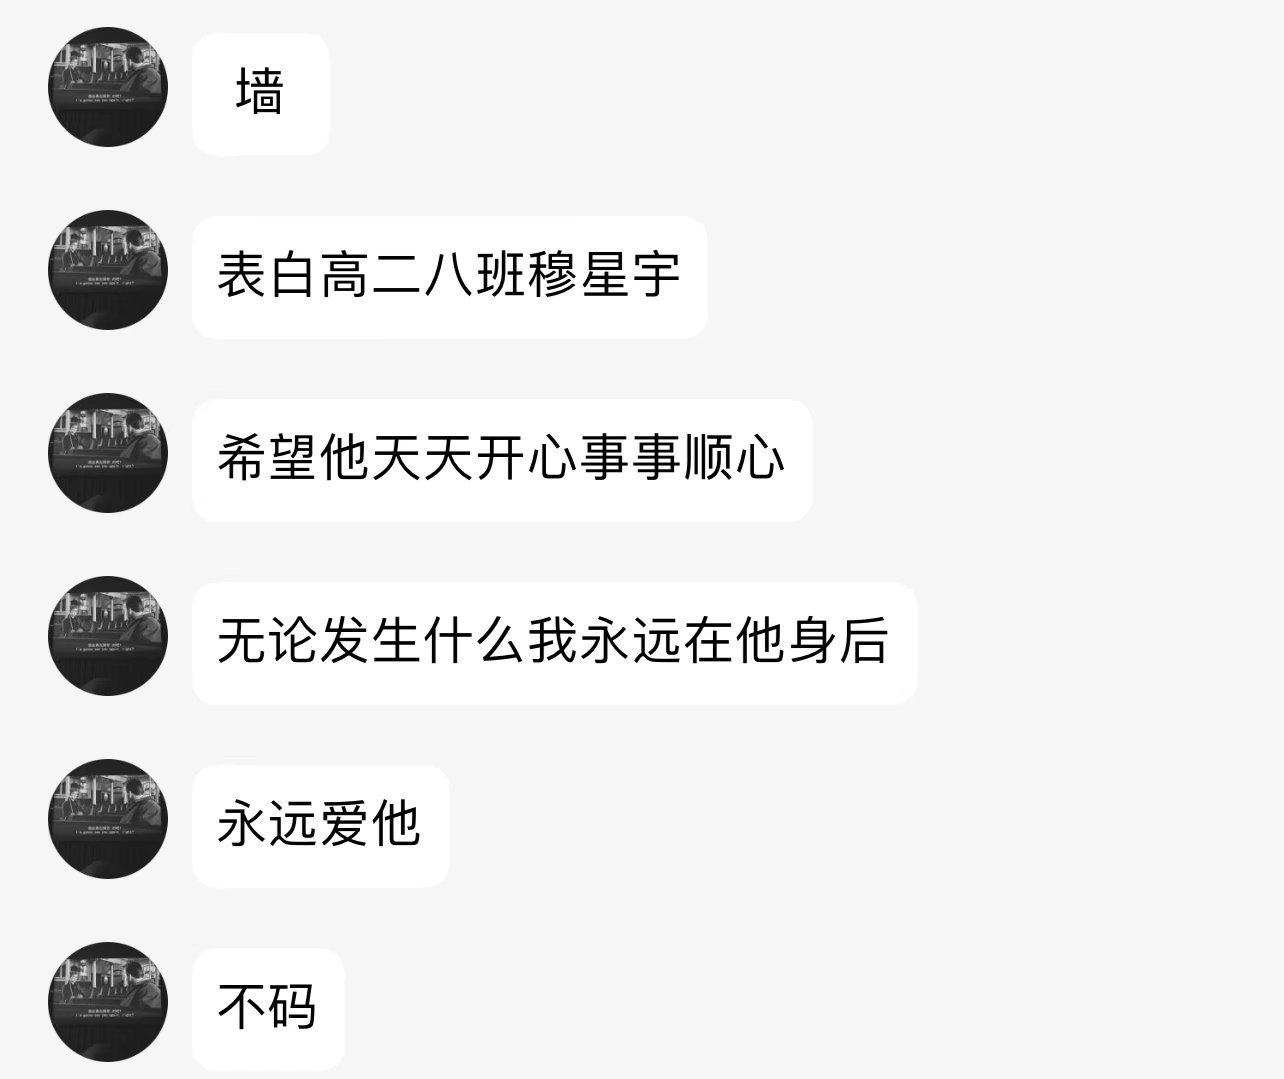 墙
表白高二八班穆星宇
希望他天天开心事事顺心
无论发生什么我永远在他身后
永远爱他
不码